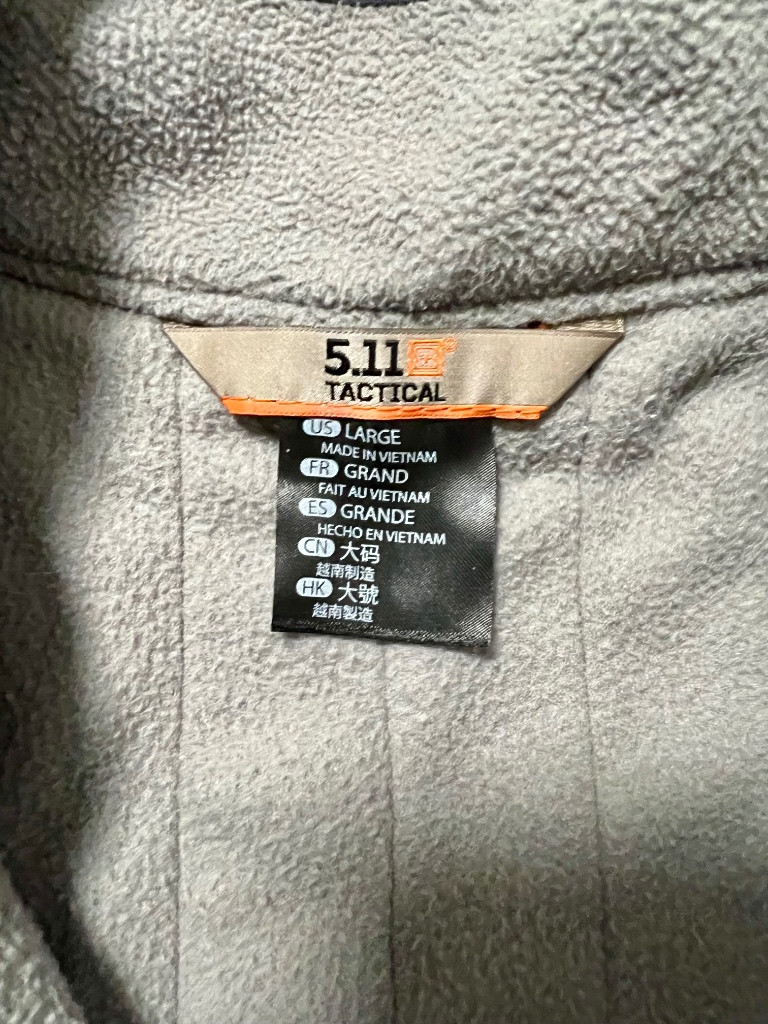 5.11
TACTICAL
US LARGE
MADE IN VIETNAM
FR GRAND
FAIT AU VIETNAM
ES GRANDE
HECHO EN VIETNAM
CN 大码
越南制造
HK 大號
越南製造